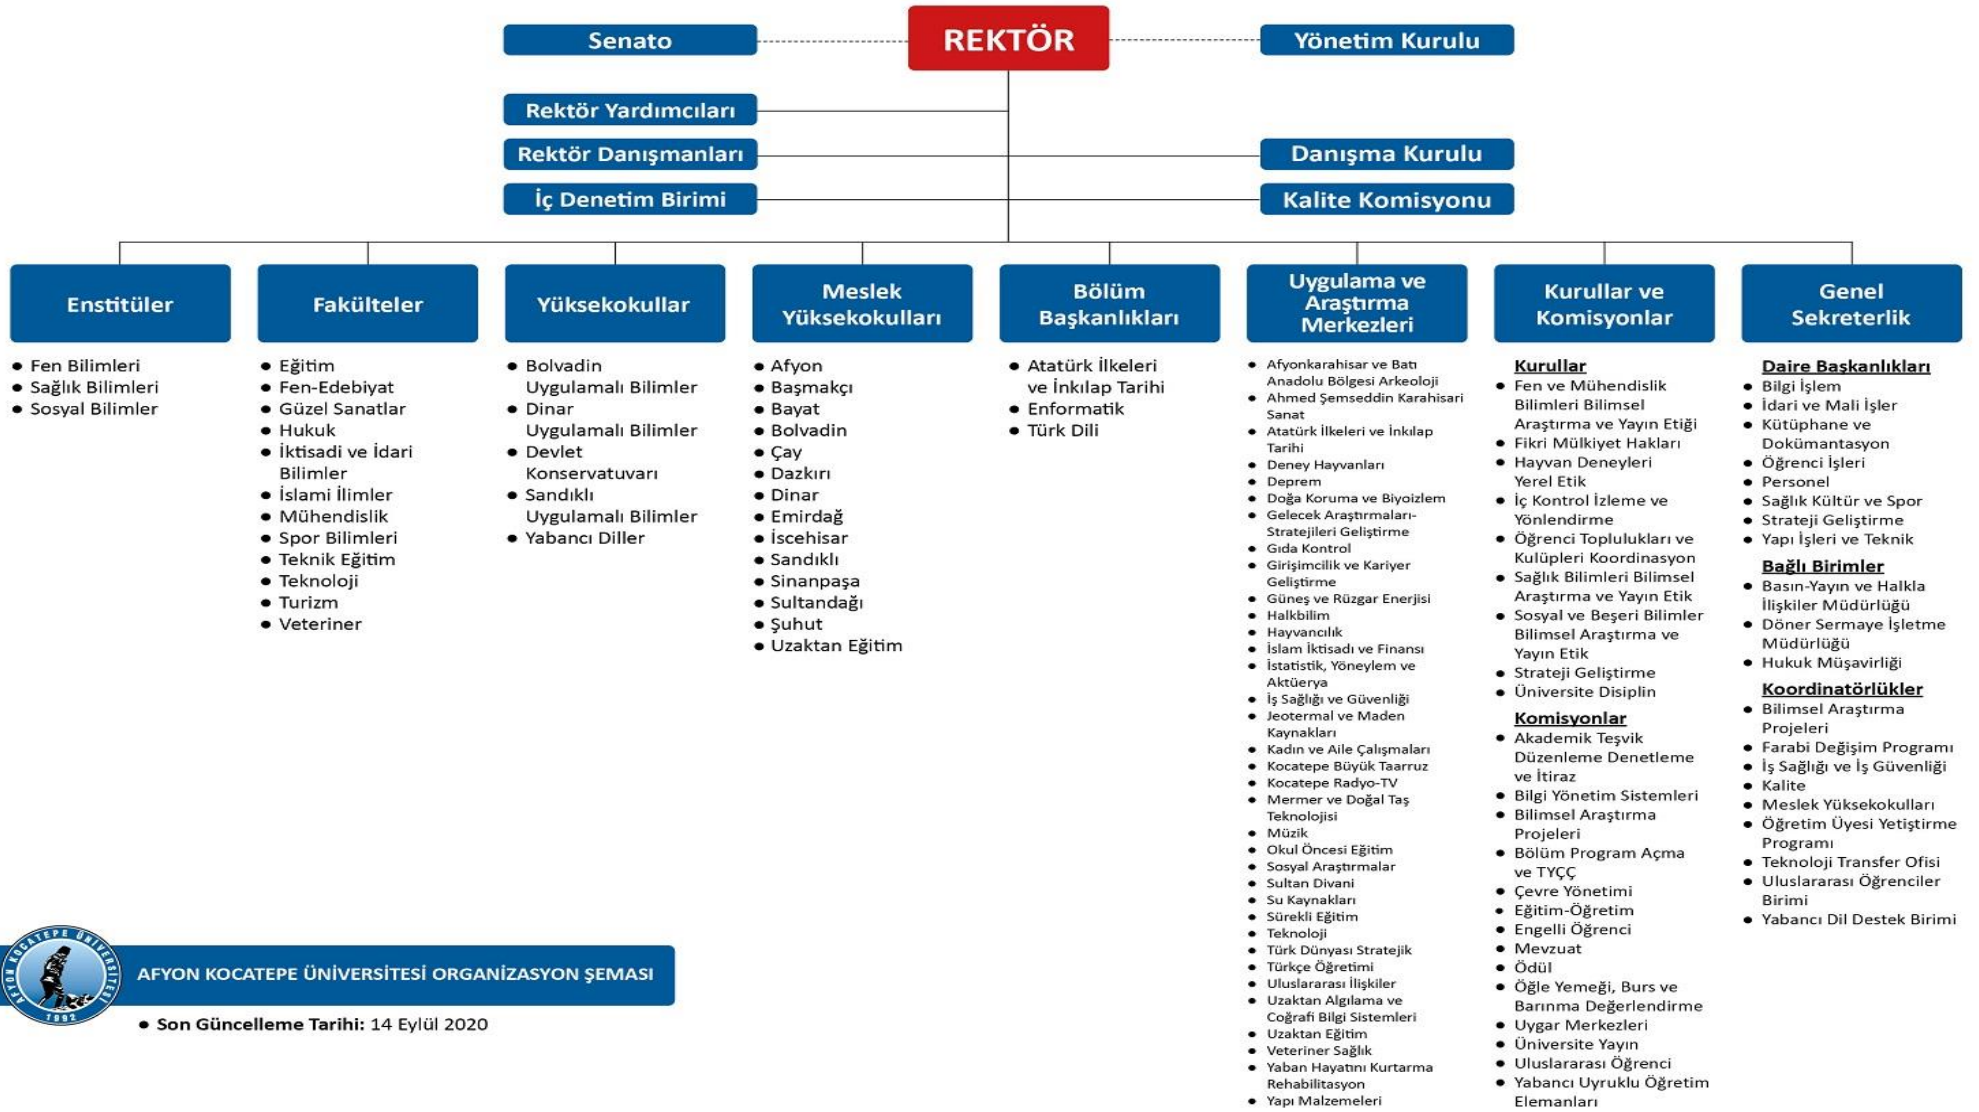 Senato
REKTÖR
Yönetim Kurulu
Rektör Yardımcıları
Rektör Danışmanları
Danışma Kurulu
İç Denetim Birimi
Kalite Komisyonu
Enstitüler
• Fen Bilimleri
• Sağlık Bilimleri
• Sosyal Bilimler
Fakülteler
• Eğitim
• Fen-Edebiyat
• Güzel Sanatlar
• Hukuk
• İktisadi ve İdari
Bilimler
• İslami İlimler
• Mühendislik
• Spor Bilimleri
• Teknik Eğitim
• Teknoloji
• Turizm
• Veteriner
Yüksekokullar
• Bolvadin
Uygulamalı Bilimler
• Dinar
Uygulamalı Bilimler
• Devlet
Konservatuvarı
• Sandıklı
Uygulamalı Bilimler
• Yabancı Diller
Meslek
Yüksekokulları
• Afyon
• Başmakçı
• Bayat
• Bolvadin
• Çay
• Dazkırı
• Dinar
• Emirdağ
• İscehisar
• Sandıklı
• Sinanpaşa
• Sultandağı
• Şuhut
• Uzaktan Eğitim
Bölüm
Başkanlıkları
• Atatürk İlkeleri
ve İnkılap Tarihi
• Enformatik
• Türk Dili
Uygulama ve
Araştırma
Merkezleri
• Afyonkarahisar ve Batı
Anadolu Bölgesi Arkeoloji
• Ahmed Şemseddin Karahisari
Sanat
• Atatürk İlkeleri ve İnkılap
Tarihi
• Deney Hayvanları
• Deprem
• Doğa Koruma ve Biyoizlem
• Gelecek Araştırmaları-
Stratejileri Geliştirme
• Gıda Kontrol
• Girişimcilik ve Kariyer
Geliştirme
• Güneş ve Rüzgar Enerjisi
• Halkbilim
• Hayvancılık
• İslam İktisadı ve Finansı
• İstatistik, Yöneylem ve
Aktüerya
• İş Sağlığı ve Güvenliği
• Jeotermal ve Maden
Kaynakları
• Kadın ve Aile Çalışmaları
• Kocatepe Büyük Taarruz
• Kocatepe Radyo-TV
• Mermer ve Doğal Taş
Teknolojisi
• Müzik
• Okul Öncesi Eğitim
• Sosyal Araştırmalar
• Sultan Divani
• Su Kaynakları
• Sürekli Eğitim
• Teknoloji
• Türk Dünyası Stratejik
• Türkçe Öğretimi
• Uluslararası İlişkiler
• Uzaktan Algılama ve
Coğrafi Bilgi Sistemleri
• Uzaktan Eğitim
• Veteriner Sağlık
• Yaban Hayatını Kurtarma
Rehabilitasyon
• Yapı Malzemeleri
Kurullar ve
Komisyonlar
Kurullar
• Fen ve Mühendislik
Bilimleri Bilimsel
Araştırma ve Yayın Etiği
• Fikri Mülkiyet Hakları
• Hayvan Deneyleri
Yerel Etik
• İç Kontrol İzleme ve
Yönlendirme
• Öğrenci Toplulukları ve
Kulüpleri Koordinasyon
• Sağlık Bilimleri Bilimsel
Araştırma ve Yayın Etik
• Sosyal ve Beşeri Bilimler
Bilimsel Araştırma ve
Yayın Etik
• Strateji Geliştirme
• Üniversite Disiplin
Komisyonlar
• Akademik Teşvik
Düzenleme Denetleme
ve İtiraz
• Bilgi Yönetim Sistemleri
• Bilimsel Araştırma
Projeleri
• Bölüm Program Açma
ve TYÇÇ
• Çevre Yönetimi
• Eğitim-Öğretim
• Engelli Öğrenci
• Mevzuat
• Ödül
• Öğle Yemeği, Burs ve
Barınma Değerlendirme
• Uygar Merkezleri
• Üniversite Yayın
• Uluslararası Öğrenci
• Yabancı Uyruklu Öğretim
Elemanları
Genel
Sekreterlik
Daire Başkanlıkları
• Bilgi İşlem
• İdari ve Mali İşler
• Kütüphane ve
Dokümantasyon
• Öğrenci İşleri
• Personel
• Sağlık Kültür ve Spor
• Strateji Geliştirme
• Yapı İşleri ve Teknik
Bağlı Birimler
• Basın-Yayın ve Halkla
İlişkiler Müdürlüğü
• Döner Sermaye İşletme
Müdürlüğü
• Hukuk Müşavirliği
Koordinatörlükler
• Bilimsel Araştırma
Projeleri
• Farabi Değişim Programı
• İş Sağlığı ve İş Güvenliği
• Kalite
• Meslek Yüksekokulları
• Öğretim Üyesi Yetiştirme
Programı
• Teknoloji Transfer Ofisi
• Uluslararası Öğrenciler
Birimi
• Yabancı Dil Destek Birimi
AFYON KOCATEPE ÜNİVERSİTESİ
1992
AFYON KOCATEPE ÜNİVERSİTESİ ORGANİZASYON ŞEMASI
• Son Güncelleme Tarihi: 14 Eylül 2020